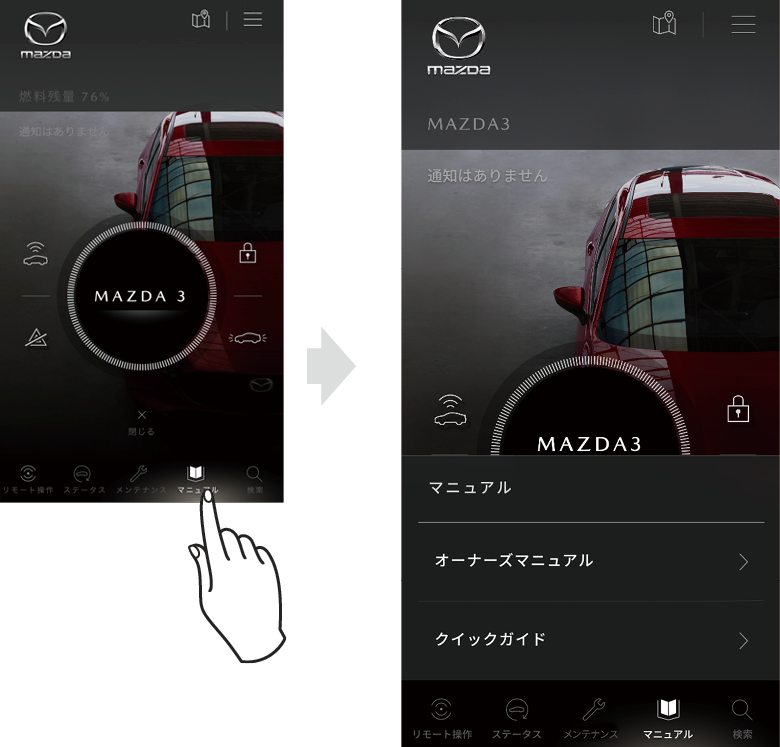 mazda
燃料残量 76%
通知はありません
MAZDA 3
閉じる
リモート操作
ステータス
メンテナンス
マニュアル
検索
mazda
MAZDA3
通知はありません
MAZDA3
マニュアル
オーナーズマニュアル
クイックガイド
リモート操作
ステータス
メンテナンス
マニュアル
検索